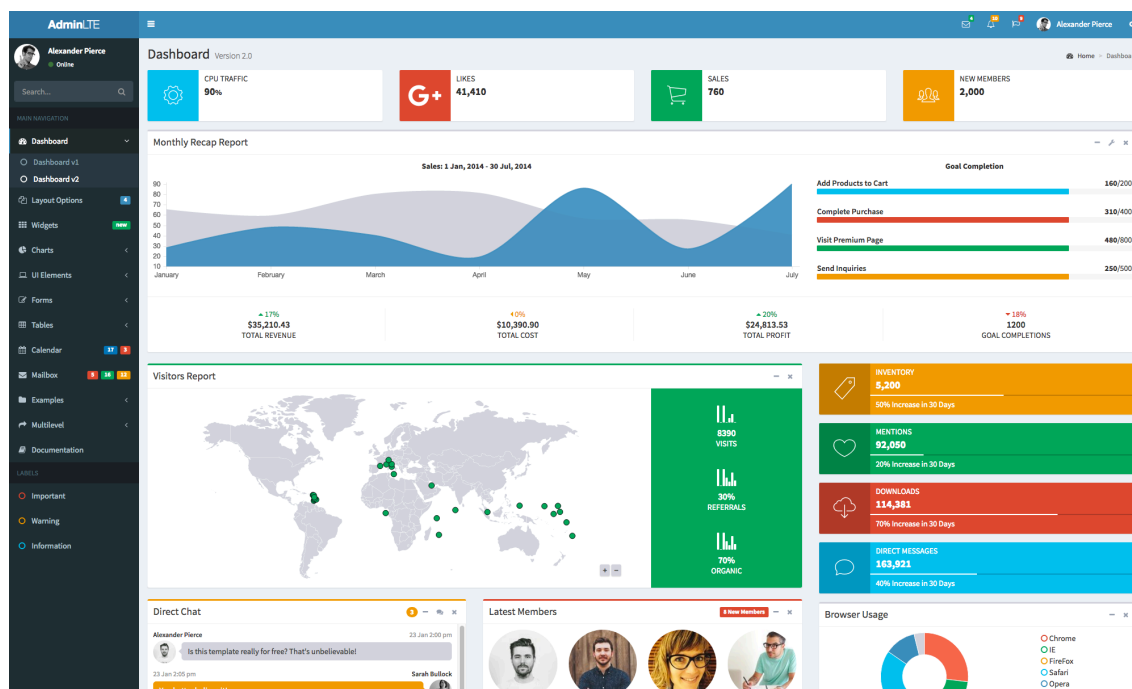 AdminLTE
4
10
9
Alexander Pierce
Alexander Pierce
Online
Search...
MAIN NAVIGATION
Dashboard
Dashboard v1
Dashboard v2
Layout Options 4
Widgets new
Charts
UI Elements
Forms
Tables
Calendar 17 3
Mailbox 5 16 12
Examples
Multilevel
Documentation
LABELS
Important
Warning
Information
Dashboard Version 2.0
Home > Dashboa
CPU TRAFFIC
90%
G+
LIKES
41,410
SALES
760
NEW MEMBERS
2,000
Monthly Recap Report
Sales: 1 Jan, 2014 - 30 Jul, 2014
90
80
70
60
50
40
30
20
10
January February March April May June July
Goal Completion
Add Products to Cart 160/200
Complete Purchase 310/400
Visit Premium Page 480/800
Send Inquiries 250/500
17%
$35,210.43
TOTAL REVENUE
0%
$10,390.90
TOTAL COST
20%
$24,813.53
TOTAL PROFIT
18%
1200
GOAL COMPLETIONS
Visitors Report
+ −
8390
VISITS
30%
REFERRALS
70%
ORGANIC
INVENTORY
5,200
50% Increase in 30 Days
MENTIONS
92,050
20% Increase in 30 Days
DOWNLOADS
114,381
70% Increase in 30 Days
DIRECT MESSAGES
163,921
40% Increase in 30 Days
Direct Chat 3
Alexander Pierce 23 Jan 2:00 pm
Is this template really for free? That's unbelievable!
23 Jan 2:05 pm Sarah Bullock
Latest Members 8 New Members
Browser Usage
Chrome
IE
FireFox
Safari
Opera